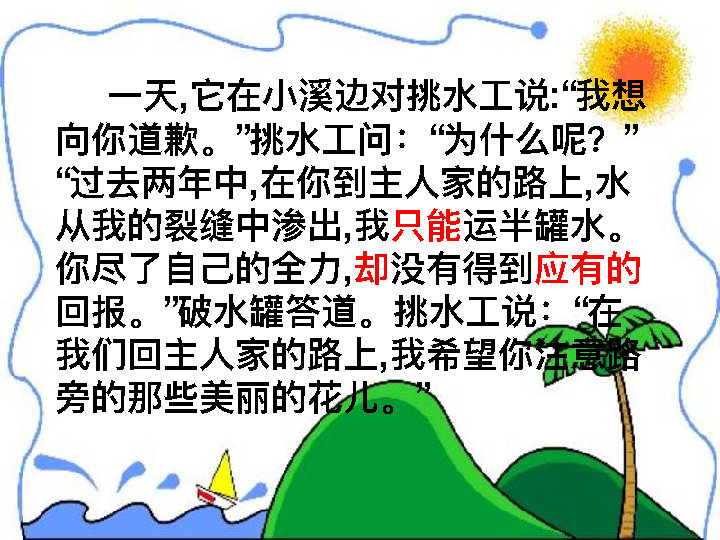 一天,它在小溪边对挑水工说:“我想
向你道歉。”挑水工问：“为什么呢？”
“过去两年中,在你到主人家的路上,水
从我的裂缝中渗出,我只能运半罐水。
你尽了自己的全力,却没有得到应有的
回报。”破水罐答道。挑水工说：“在
我们回主人家的路上,我希望你注意路
旁的那些美丽的花儿。”